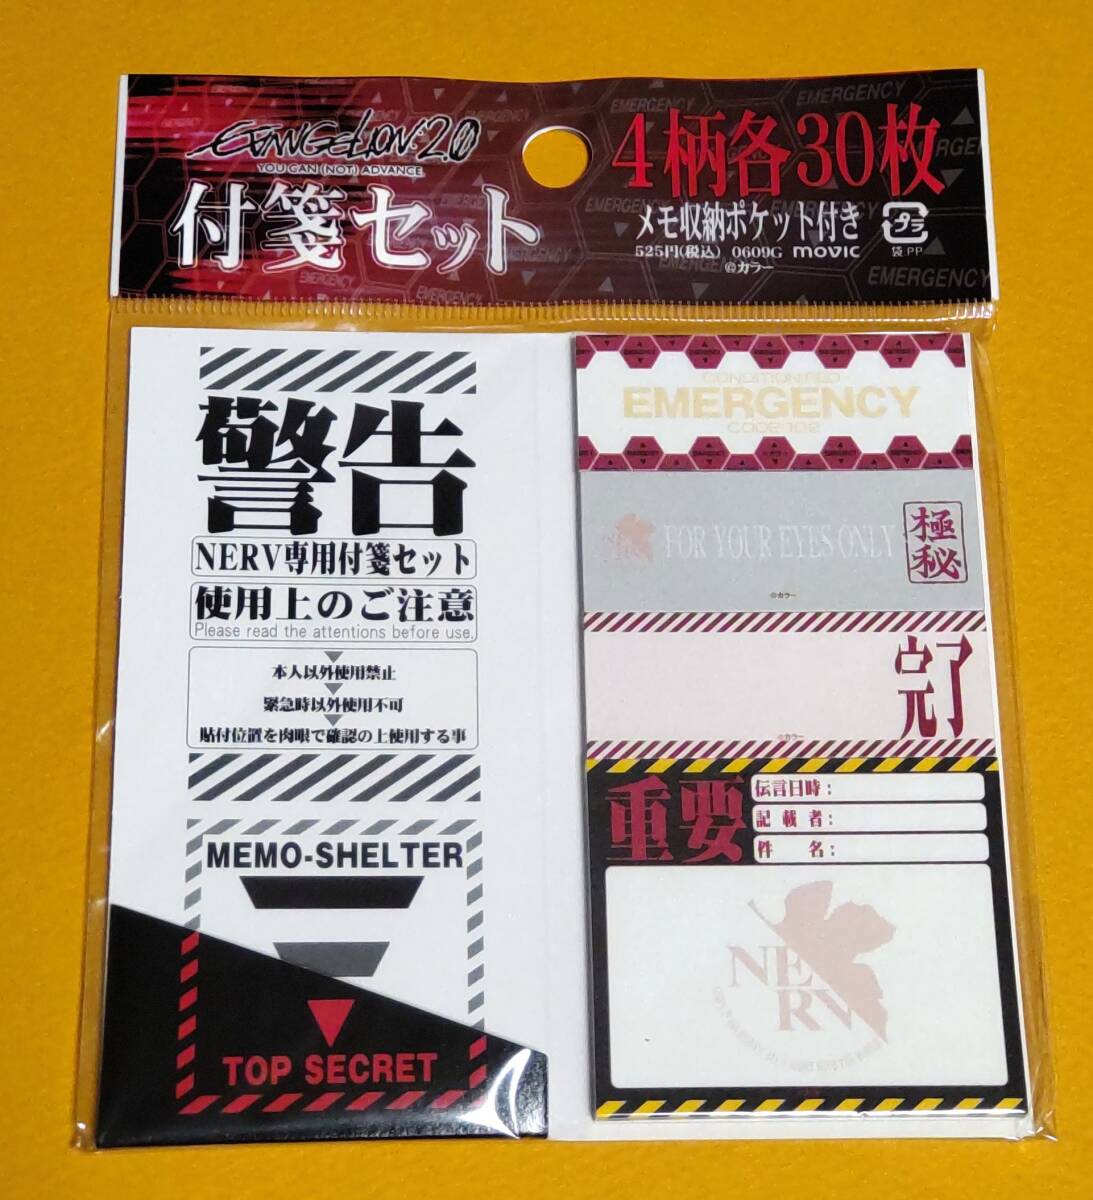 EVANGELION:2.0
YOU CAN (NOT) ADVANCE.
付箋セット
4柄各30枚
メモ収納ポケット付き
525円(税込) 0609G movic
©カラー
プラ
袋 PP
EMERGENCY
EMERGENCY
EMERGENCY
EMERGENCY
警告
NERV専用付箋セット
使用上のご注意
Please read the attentions before use.
本人以外使用禁止
緊急時以外使用不可
貼付位置を肉眼で確認の上使用する事
MEMO-SHELTER
TOP SECRET
CONDITION RED
EMERGENCY
CODE 102
FOR YOUR EYES ONLY
極秘
©カラー
完了
©カラー
重要
伝言日時：
記載者：
件名：
NERV